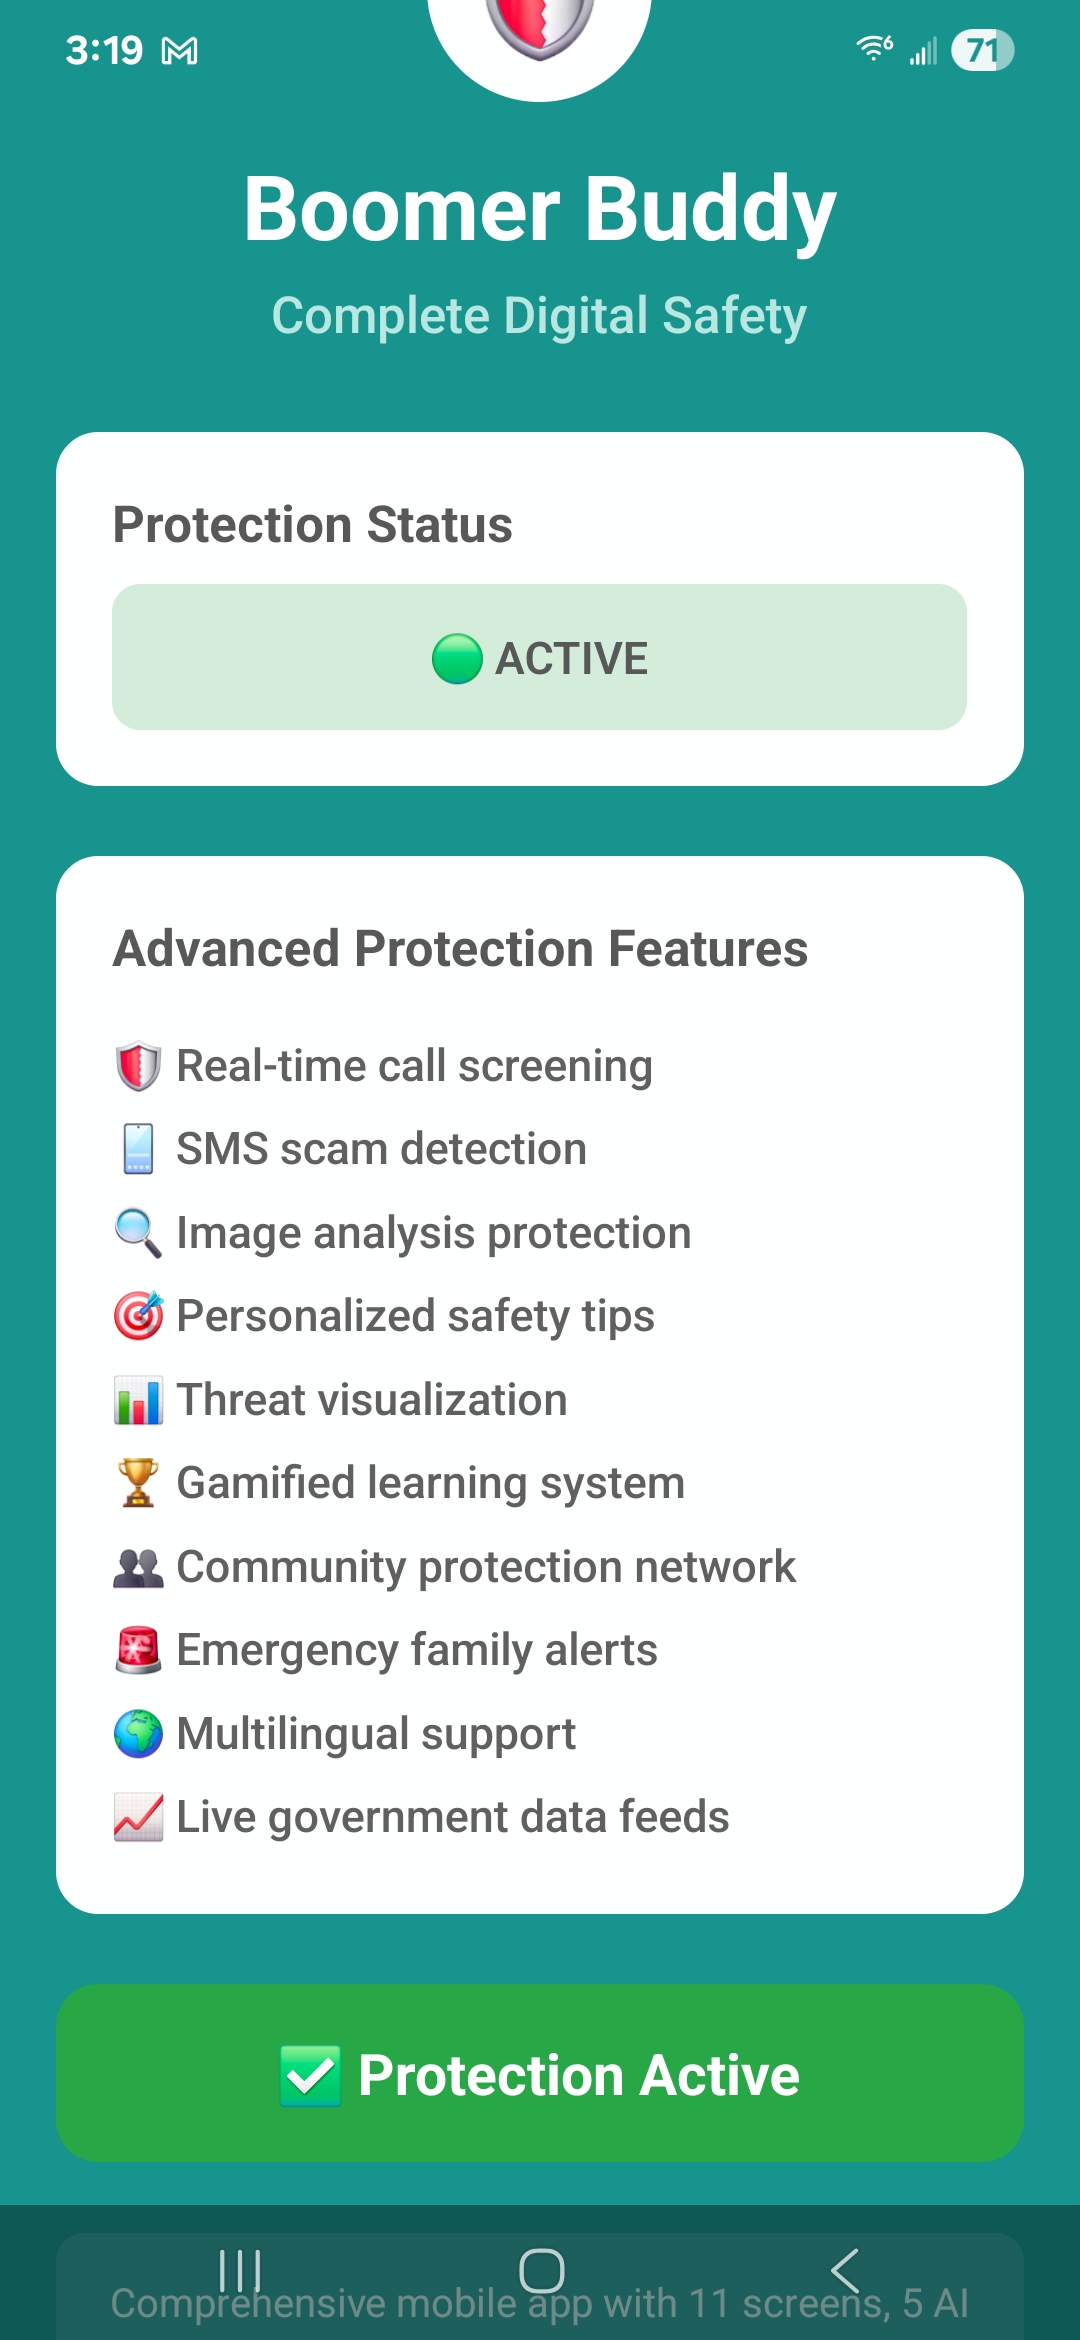 3:19
71
Boomer Buddy
Complete Digital Safety
Protection Status
ACTIVE
Advanced Protection Features
Real-time call screening
SMS scam detection
Image analysis protection
Personalized safety tips
Threat visualization
Gamified learning system
Community protection network
Emergency family alerts
Multilingual support
Live government data feeds
Protection Active
Comprehensive mobile app with 11 screens, 5 AI